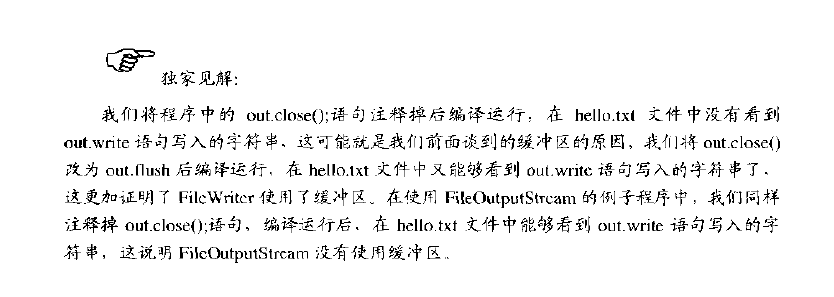 独家见解：
我们将程序中的 out.close();语句注释掉后编译运行，在 hello.txt 文件中没有看到
out.write 语句写入的字符串，这可能就是我们前面谈到的缓冲区的原因，我们将 out.close()
改为 out.flush 后编译运行，在 hello.txt 文件中又能够看到 out.write 语句写入的字符串了，
这更加证明了 FileWriter 使用了缓冲区。在使用 FileOutputStream 的例子程序中，我们同样
注释掉 out.close();语句，编译运行后，在 hello.txt 文件中能够看到 out.write 语句写入的字
符串，这说明 FileOutputStream 没有使用缓冲区。